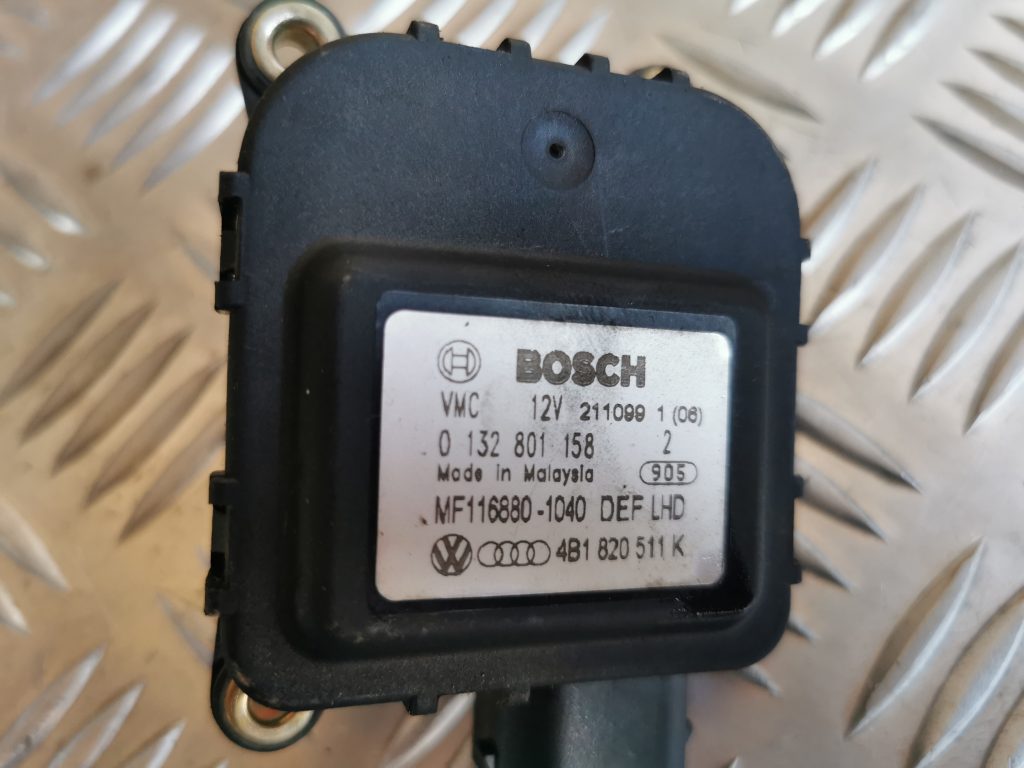 BOSCH
VMC 12V 211099 1 (06)
0 132 801 158 2
Made in Malaysia 905
MF116880-1040 DEF LHD
4B1 820 511 K